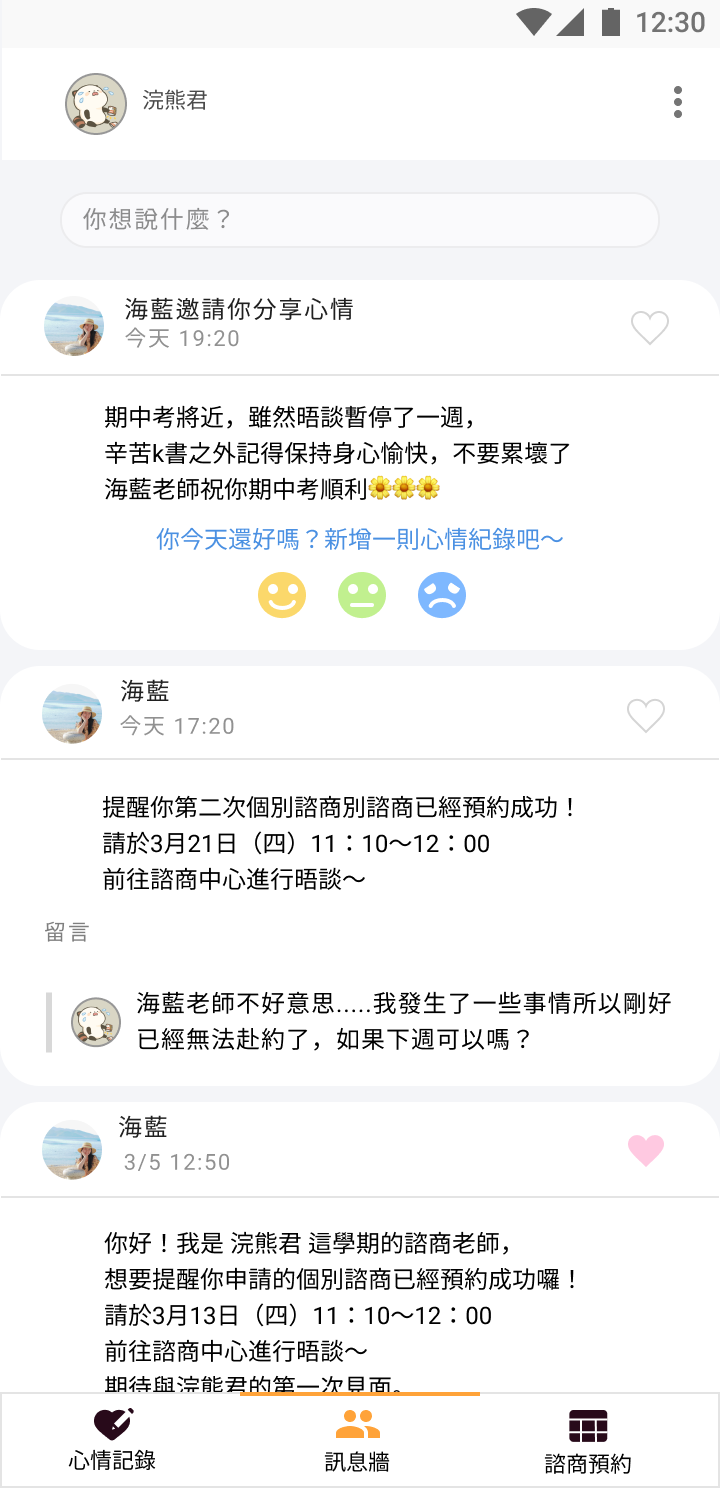 12:30
浣熊君
你想說什麼？
海藍邀請你分享心情
今天 19:20
期中考將近，雖然晤談暫停了一週，
辛苦k書之外記得保持身心愉快，不要累壞了
海藍老師祝你期中考順利🌼🌼🌼
你今天還好嗎？新增一則心情紀錄吧～
海藍
今天 17:20
提醒你第二次個別諮商別諮商已經預約成功！
請於3月21日（四）11：10～12：00
前往諮商中心進行晤談～
留言
海藍老師不好意思.....我發生了一些事情所以剛好
已經無法赴約了，如果下週可以嗎？
海藍
3/5 12:50
你好！我是 浣熊君 這學期的諮商老師，
想要提醒你申請的個別諮商已經預約成功囉！
請於3月13日（四）11：10～12：00
前往諮商中心進行晤談～
期待與浣熊君的第一次見面。
心情記錄
訊息牆
諮商預約